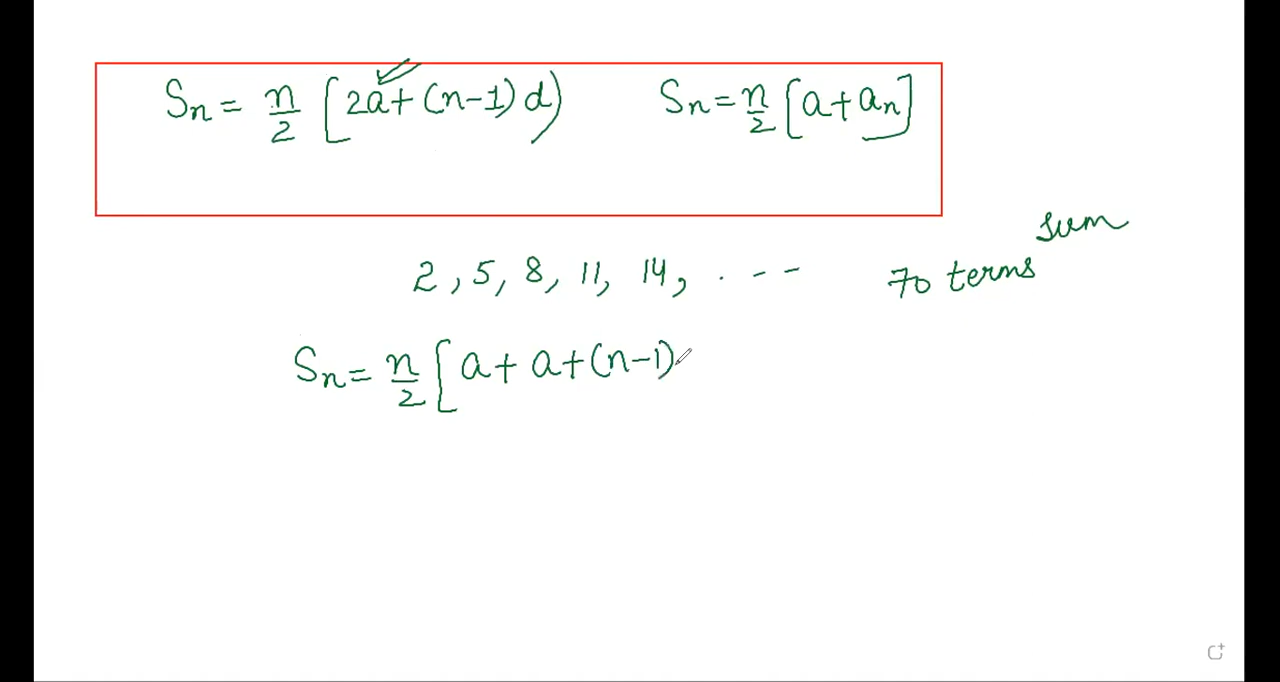 Sn = n/2 [2a + (n-1) d) Sn = n/2 [a + an]
sum
2, 5, 8, 11, 14, . - - 70 terms
Sn = n/2 [a + a + (n-1)